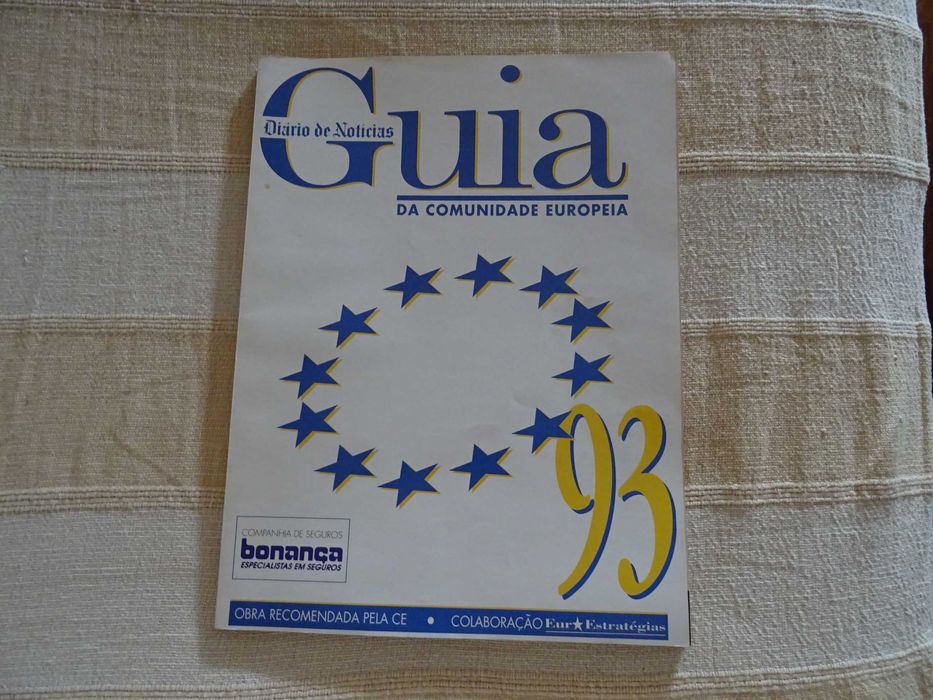 Guia
Diário de Notícias
DA COMUNIDADE EUROPEIA
93
COMPANHIA DE SEGUROS
bonança
ESPECIALISTAS EM SEGUROS
OBRA RECOMENDADA PELA CE • COLABORAÇÃO Eur★Estratégias